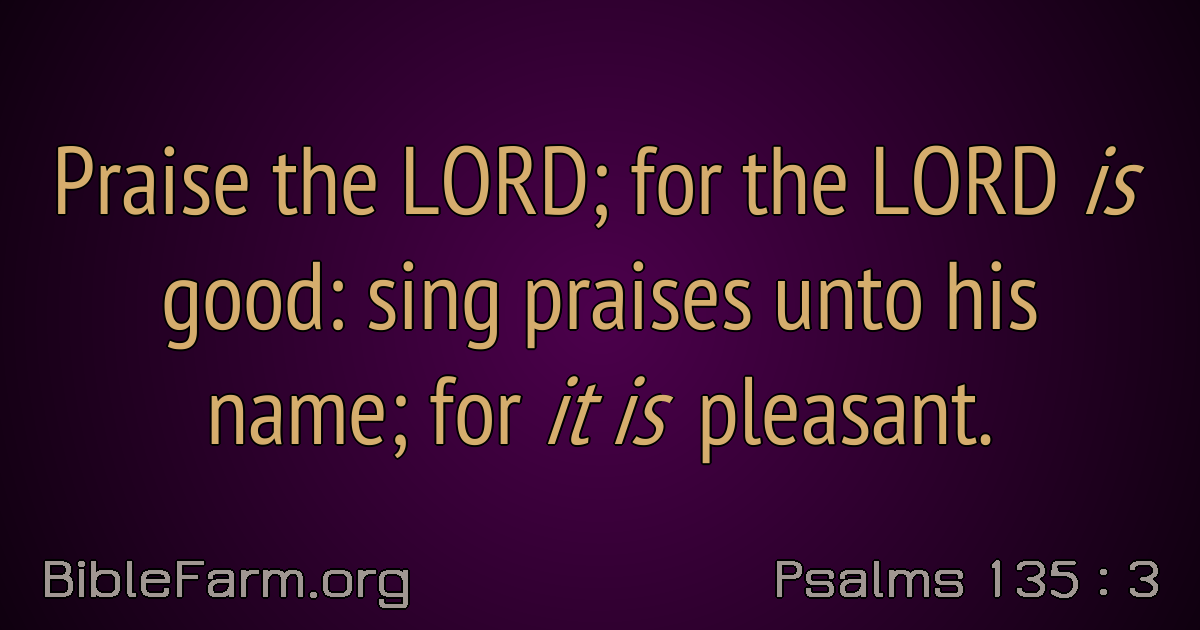 Praise the LORD; for the LORD is
good: sing praises unto his
name; for it is pleasant.
BibleFarm.org
Psalms 135 : 3